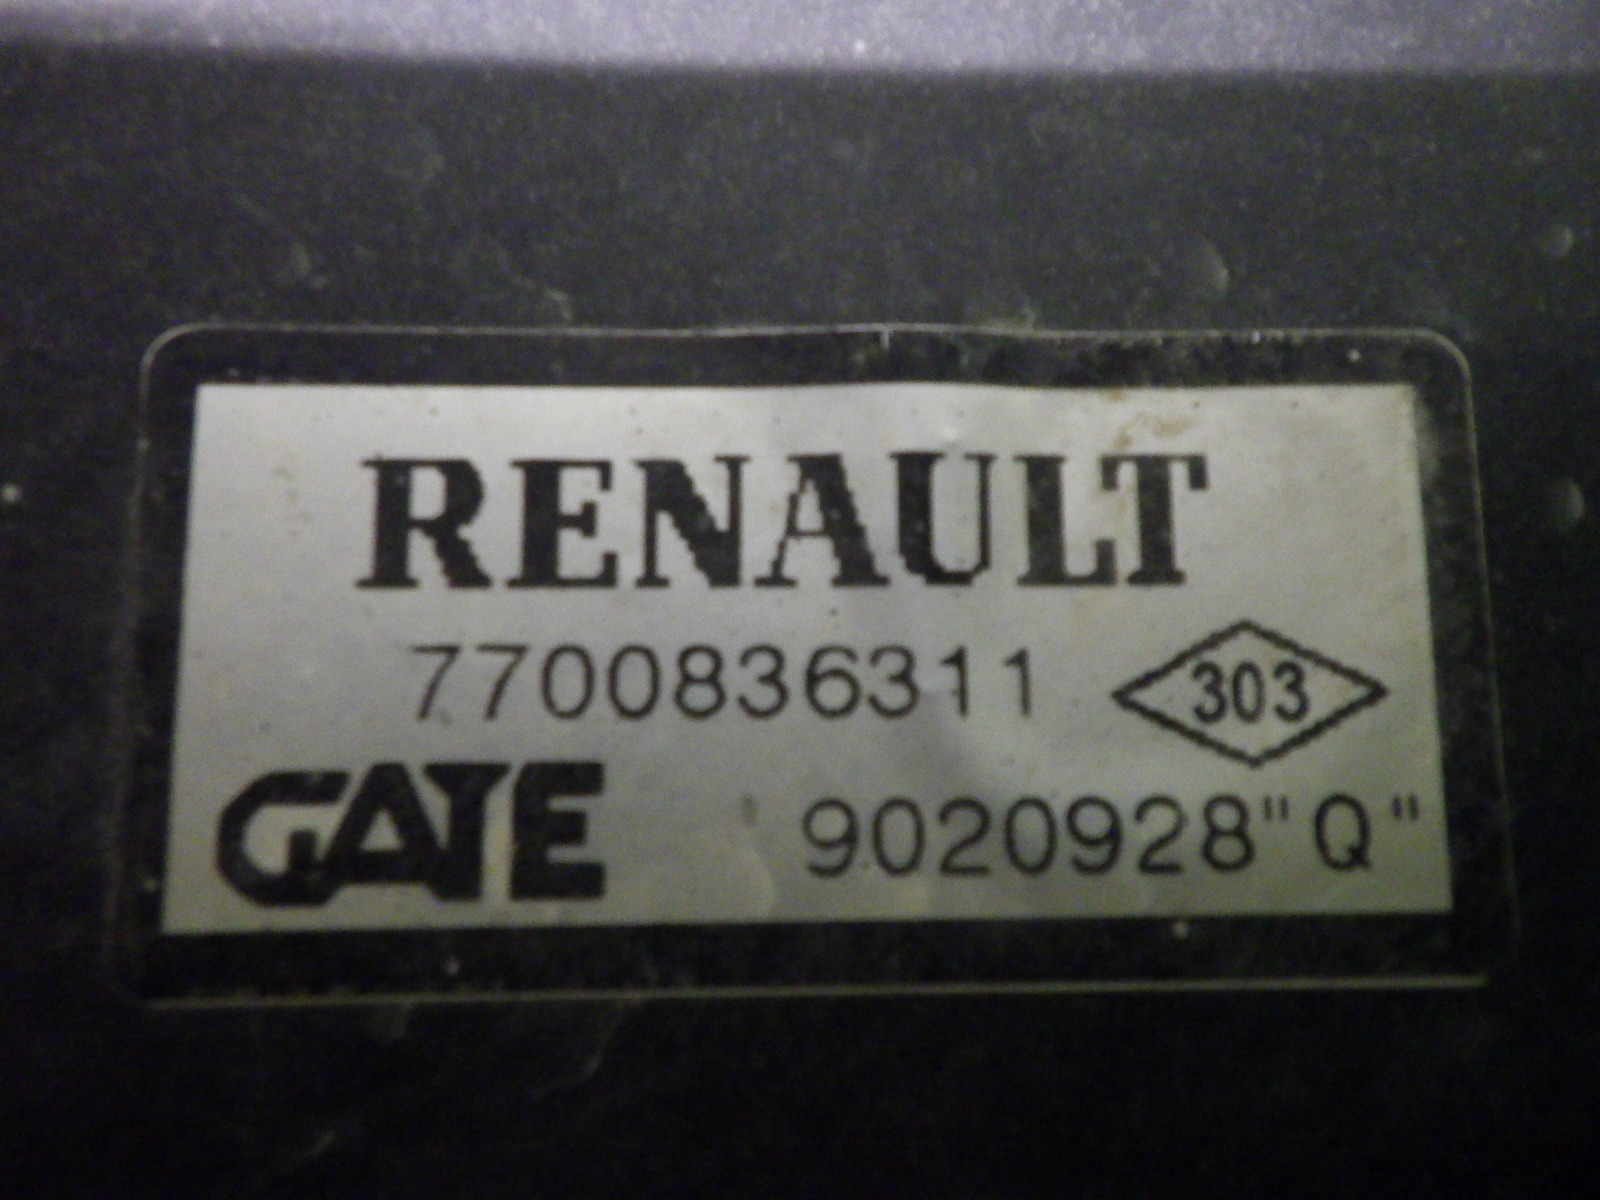 RENAULT
7700836311 303
GATE 9020928"Q"